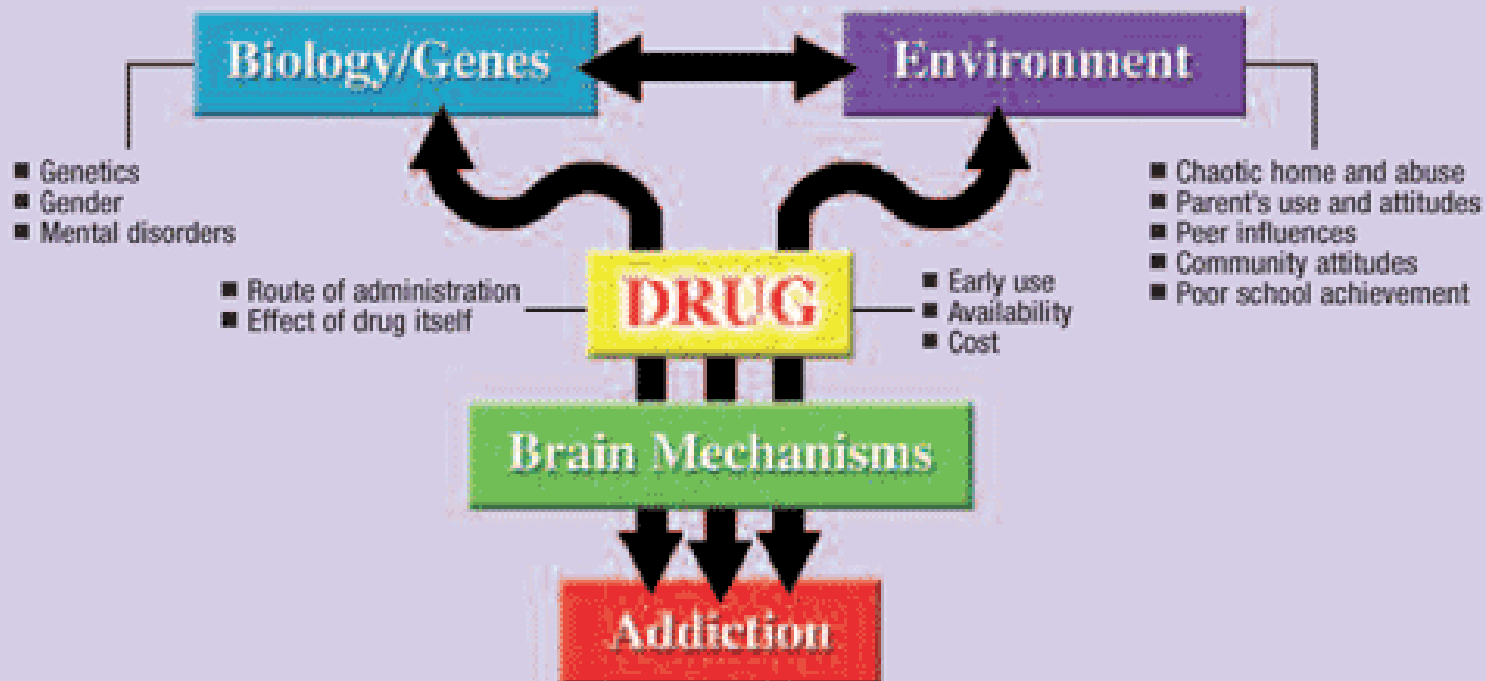 Biology/Genes
Environment
■ Genetics
■ Gender
■ Mental disorders
■ Chaotic home and abuse
■ Parent's use and attitudes
■ Peer influences
■ Community attitudes
■ Poor school achievement
■ Route of administration
■ Effect of drug itself
DRUG
■ Early use
■ Availability
■ Cost
Brain Mechanisms
Addiction